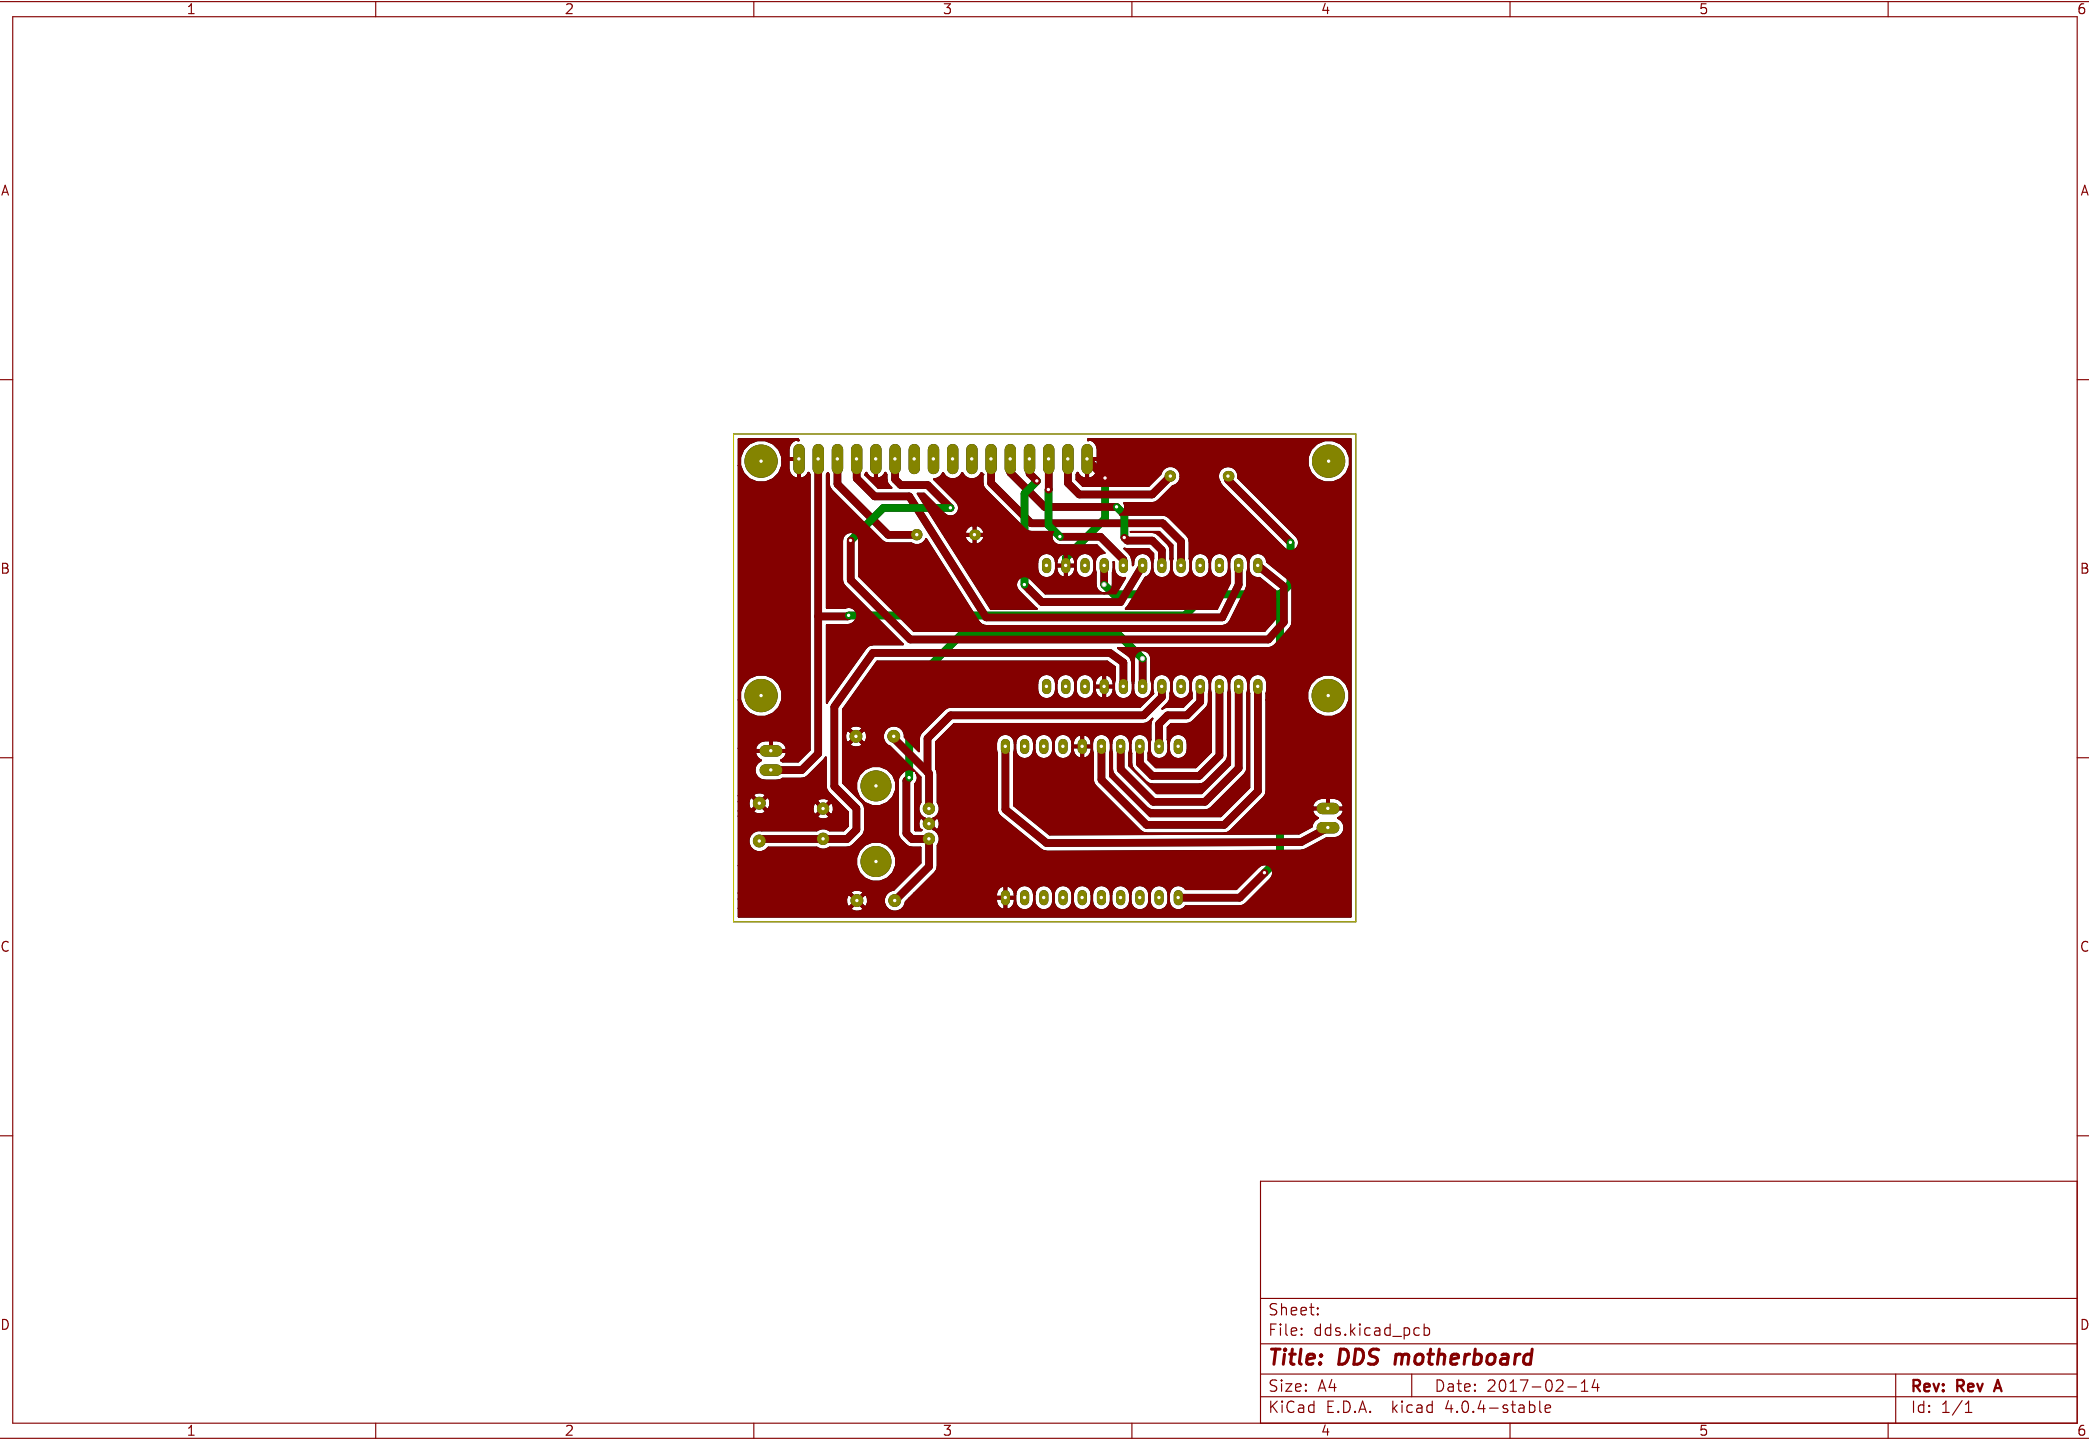 1 2 3 4 5 6
A A
B B
C C
D D
Sheet:
File: dds.kicad_pcb
Title: DDS motherboard
Size: A4 Date: 2017-02-14 Rev: Rev A
KiCad E.D.A. kicad 4.0.4-stable Id: 1/1
1 2 3 4 5 6